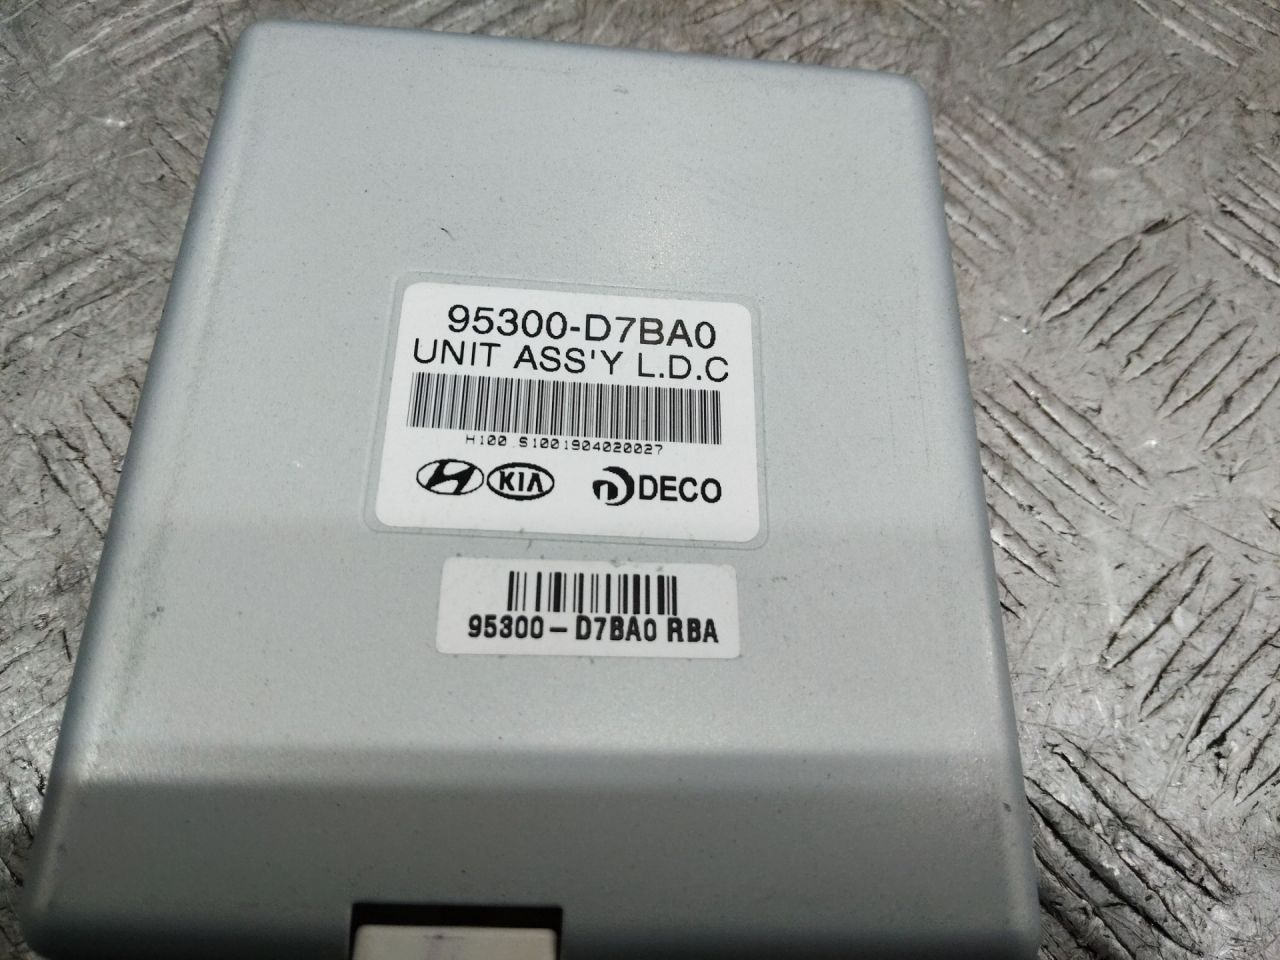 95300-D7BA0
UNIT ASS'Y L.D.C
H100 S1001904020027
KIA DECO
95300-D7BA0 RBA